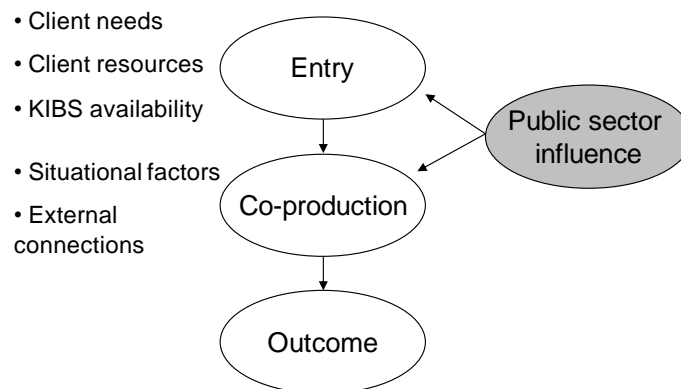 • Client needs
• Client resources
• KIBS availability
• Situational factors
• External
connections
Entry
Co-production
Outcome
Public sector
influence